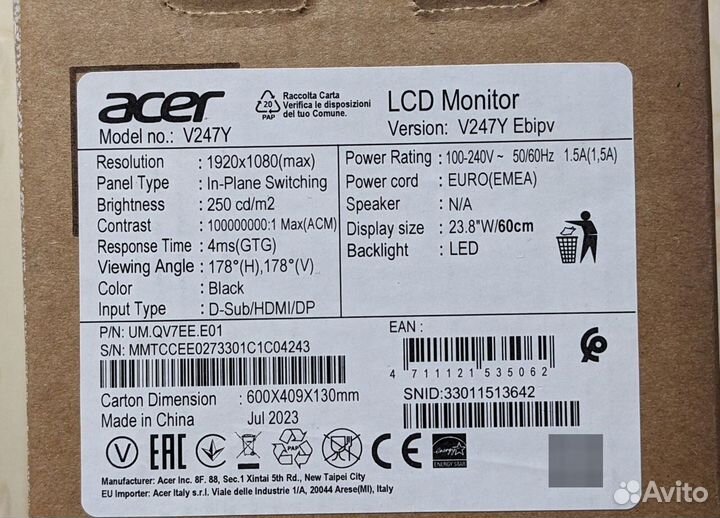 acer
Model no.: V247Y
20
PAP
Raccolta Carta
Verifica le disposizioni
del tuo Comune.
LCD Monitor
Version: V247Y Ebipv
Resolution : 1920x1080(max)
Panel Type : In-Plane Switching
Brightness : 250 cd/m2
Contrast : 100000000:1 Max(ACM)
Response Time : 4ms(GTG)
Viewing Angle : 178°(H),178°(V)
Color : Black
Input Type : D-Sub/HDMI/DP
Power Rating : 100-240V ~ 50/60Hz 1.5A(1,5A)
Power cord : EURO(EMEA)
Speaker : N/A
Display size : 23.8"W/60cm
Backlight : LED
P/N: UM.QV7EE.E01
S/N: MMTCCEE0273301C1C04243
EAN :
4 711121 535062
SNID:33011513642
Carton Dimension : 600X409X130mm
Made in China Jul 2023
V
EAC
PAP
CE
energy
ENERGY STAR
Manufacturer: Acer Inc. 8F. 88, Sec.1 Xintai 5th Rd., New Taipei City
EU Importer: Acer Italy s.r.l. Viale delle Industrie 1/A, 20044 Arese(MI), Italy
Avito